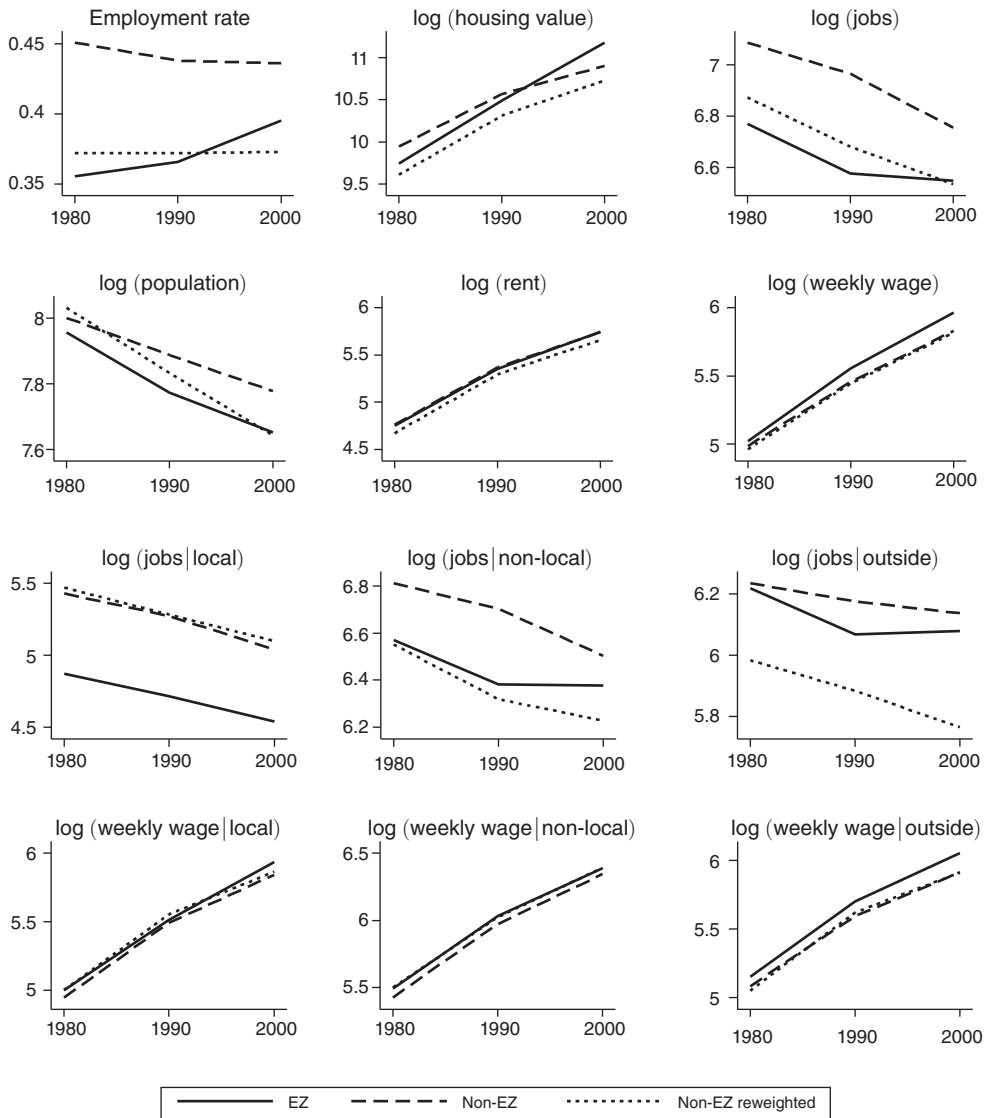 Employment rate
0.45
0.4
0.35
1980 1990 2000
log (housing value)
11
10.5
10
9.5
1980 1990 2000
log (jobs)
7
6.8
6.6
1980 1990 2000
log (population)
8
7.8
7.6
1980 1990 2000
log (rent)
6
5.5
5
4.5
1980 1990 2000
log (weekly wage)
6
5.5
5
1980 1990 2000
log (jobs|local)
5.5
5
4.5
1980 1990 2000
log (jobs|non-local)
6.8
6.6
6.4
6.2
1980 1990 2000
log (jobs|outside)
6.2
6
5.8
1980 1990 2000
log (weekly wage|local)
6
5.5
5
1980 1990 2000
log (weekly wage|non-local)
6.5
6
5.5
1980 1990 2000
log (weekly wage|outside)
6
5.5
5
1980 1990 2000
EZ Non-EZ Non-EZ reweighted